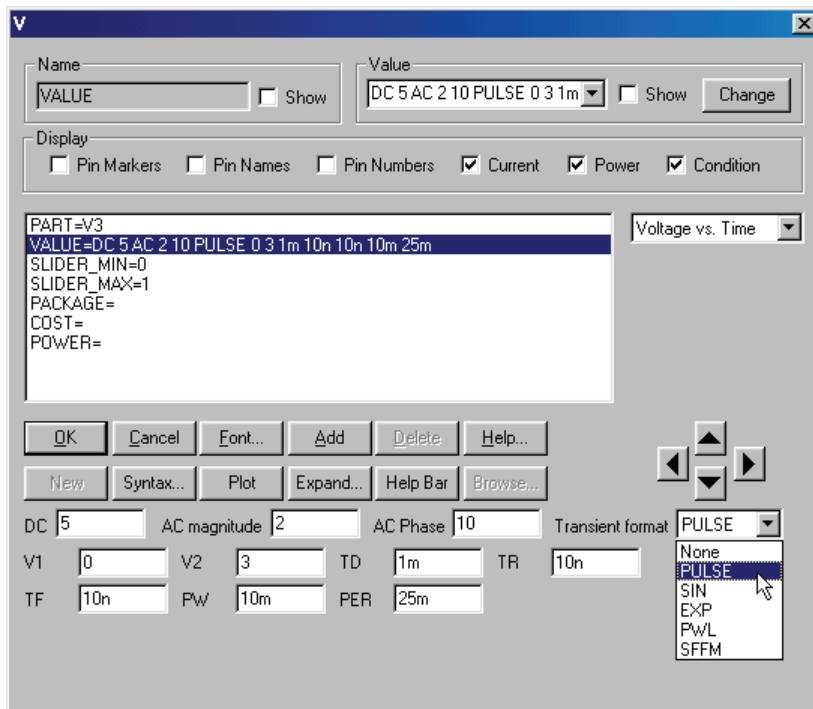 V
Name
VALUE
Show
Value
DC 5 AC 2 10 PULSE 0 3 1m
Show
Change
Display
Pin Markers
Pin Names
Pin Numbers
Current
Power
Condition
PART=V3
VALUE=DC 5 AC 2 10 PULSE 0 3 1m 10n 10n 10m 25m
SLIDER_MIN=0
SLIDER_MAX=1
PACKAGE=
COST=
POWER=
Voltage vs. Time
OK
Cancel
Font...
Add
Delete
Help...
New
Syntax...
Plot
Expand...
Help Bar
Browse...
DC 5
AC magnitude 2
AC Phase 10
Transient format PULSE
V1 0
V2 3
TD 1m
TR 10n
TF 10n
PW 10m
PER 25m
None
PULSE
SIN
EXP
PWL
SFFM